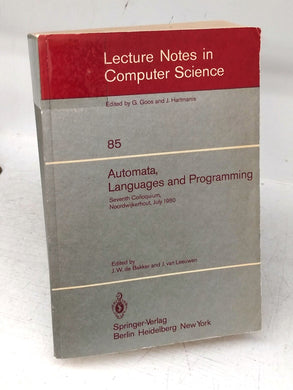 Lecture Notes in
Computer Science
Edited by G. Goos and J. Hartmanis
85
Automata,
Languages and Programming
Seventh Colloquium,
Noordwijkerhout, July 1980
Edited by
J. W. de Bakker and J. van Leeuwen
Springer-Verlag
Berlin Heidelberg New York